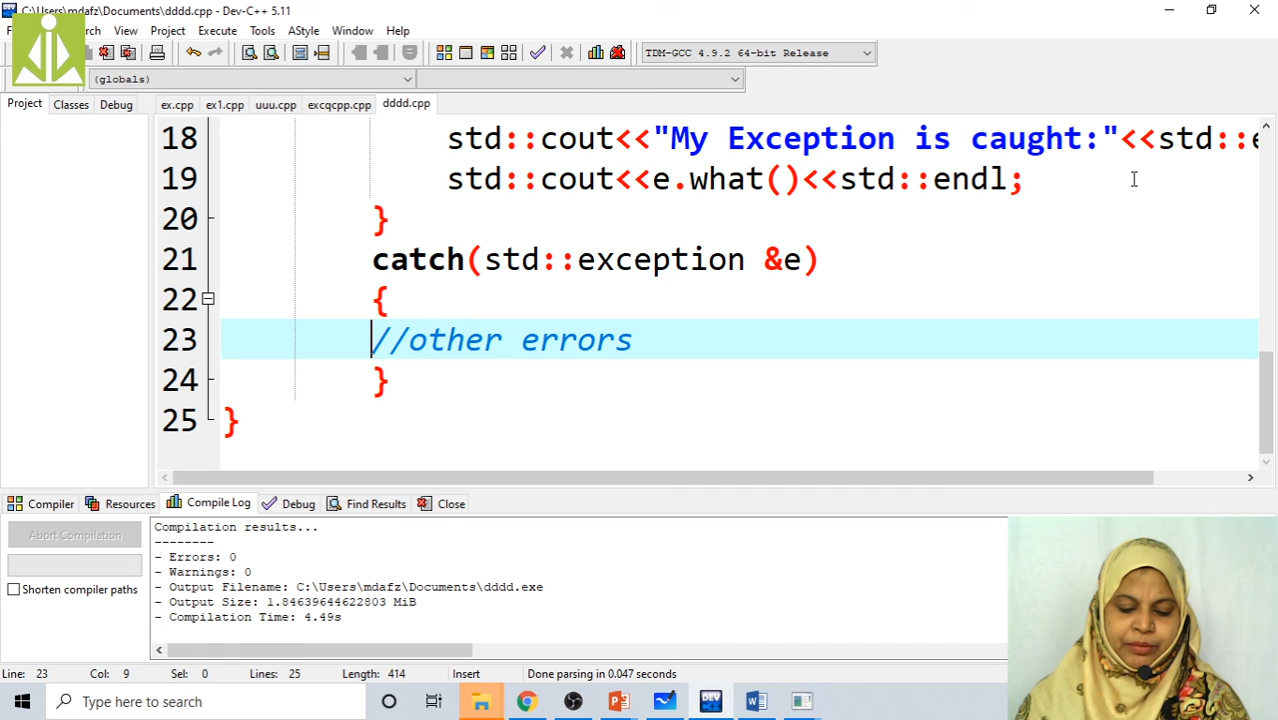 C:\Users\mdafz\Documents\dddd.cpp - Dev-C++ 5.11
View Project Execute Tools AStyle Window Help
TDM-GCC 4.9.2 64-bit Release
(globals)
Project Classes Debug ex.cpp ex1.cpp uuu.cpp excqcpp.cpp dddd.cpp
18 std::cout<<"My Exception is caught:"<<std::e
19 std::cout<<e.what()<<std::endl;
20 }
21 catch(std::exception &e)
22 {
23 //other errors
24 }
25 }
Compiler Resources Compile Log Debug Find Results Close
Abort Compilation
Shorten compiler paths
Compilation results...
--------
- Errors: 0
- Warnings: 0
- Output Filename: C:\Users\mdafz\Documents\dddd.exe
- Output Size: 1.84639644622803 MiB
- Compilation Time: 4.49s
Line: 23 Col: 9 Sel: 0 Lines: 25 Length: 414 Insert Done parsing in 0.047 seconds
Type here to search
DEV